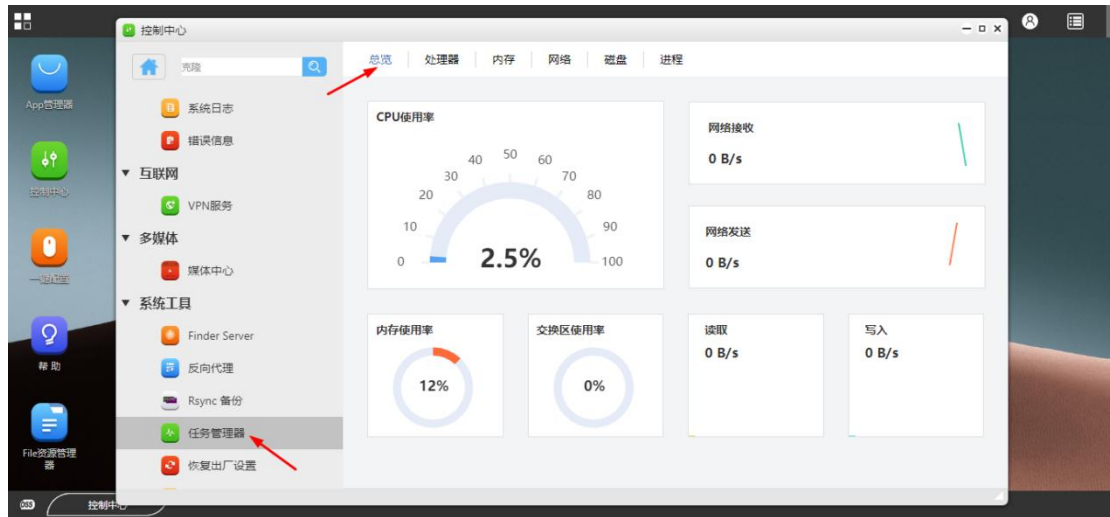 控制中心
App管理器
控制中心
一键配置
帮 助
File资源管理
器
克隆
系统日志
错误信息
互联网
VPN服务
多媒体
媒体中心
系统工具
Finder Server
反向代理
Rsync 备份
任务管理器
恢复出厂设置
总览
处理器
内存
网络
磁盘
进程
CPU使用率
0
10
20
30
40
50
60
70
80
90
100
2.5%
网络接收
0 B/s
网络发送
0 B/s
内存使用率
12%
交换区使用率
0%
读取
0 B/s
写入
0 B/s
控制中心